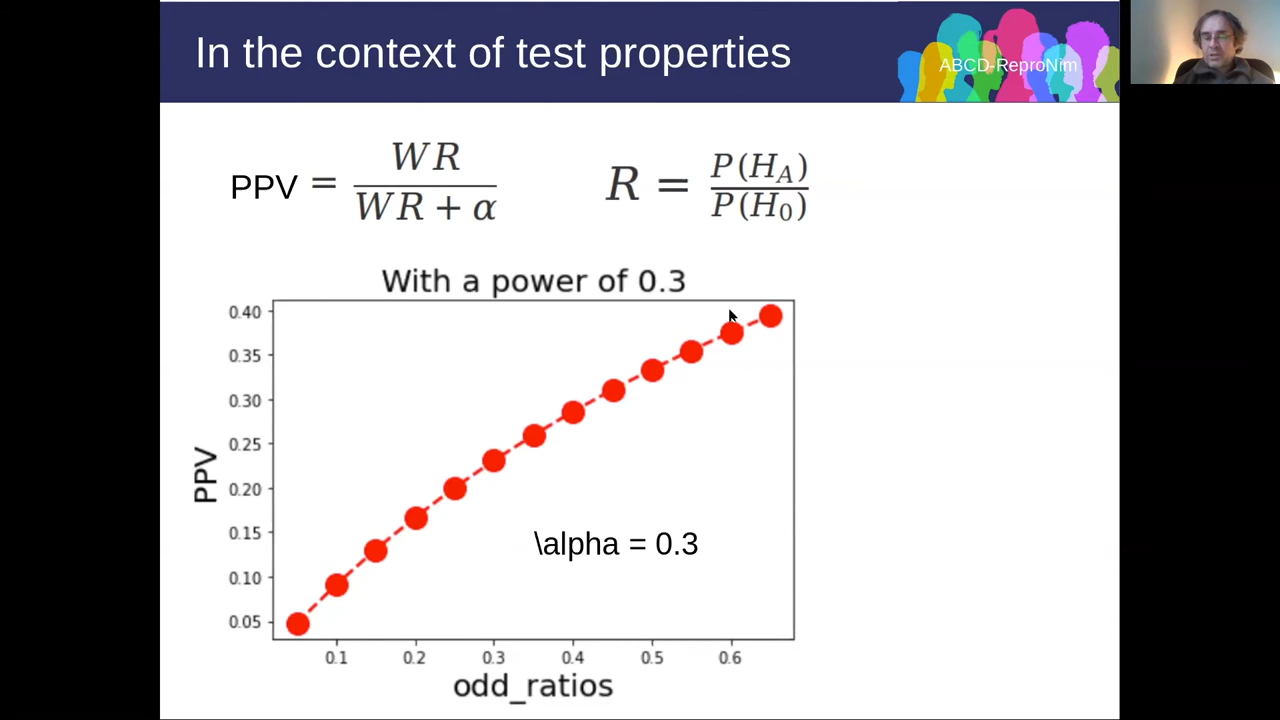 In the context of test properties
ABCD-ReproNim
PPV = WR / WR + α
R = P(H_A) / P(H_0)
With a power of 0.3
0.40
0.35
0.30
0.25
0.20
0.15
0.10
0.05
PPV
\alpha = 0.3
0.1 0.2 0.3 0.4 0.5 0.6
odd_ratios